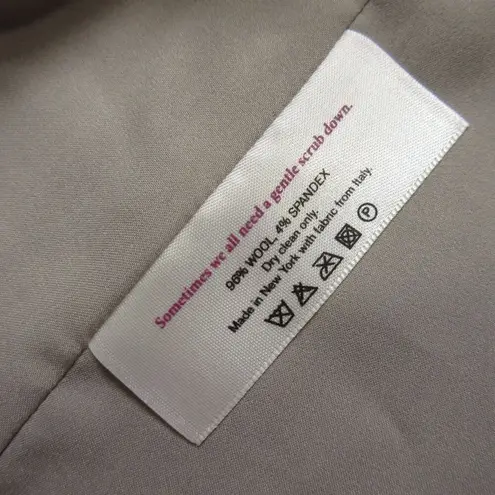 Sometimes we all need a gentle scrub down.
96% WOOL, 4% SPANDEX
Dry clean only.
Made in New York with fabric from Italy.
P